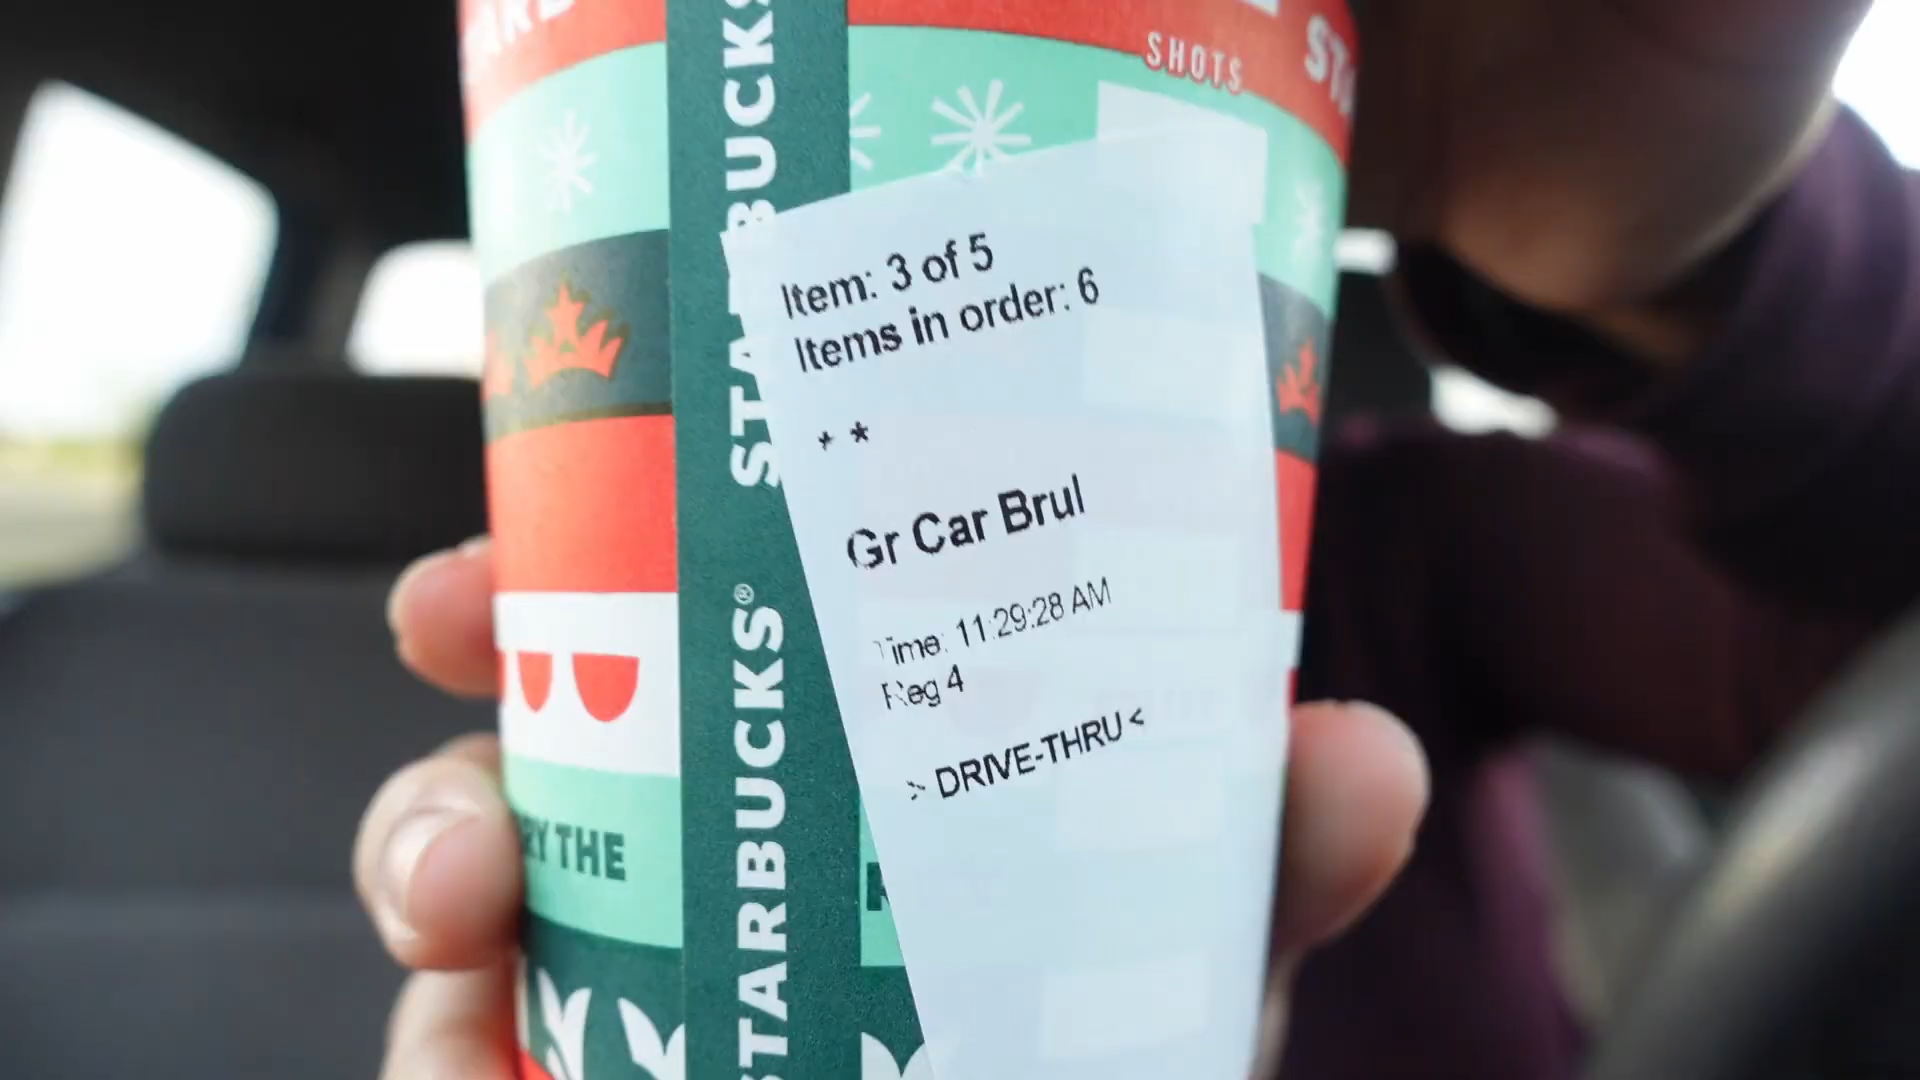 SHOTS
STARBUCKS
STARBUCKS®
STARBUCKS
Item: 3 of 5
Items in order: 6
* *
Gr Car Brul
Time: 11:29:28 AM
Reg 4
> DRIVE-THRU <
THE